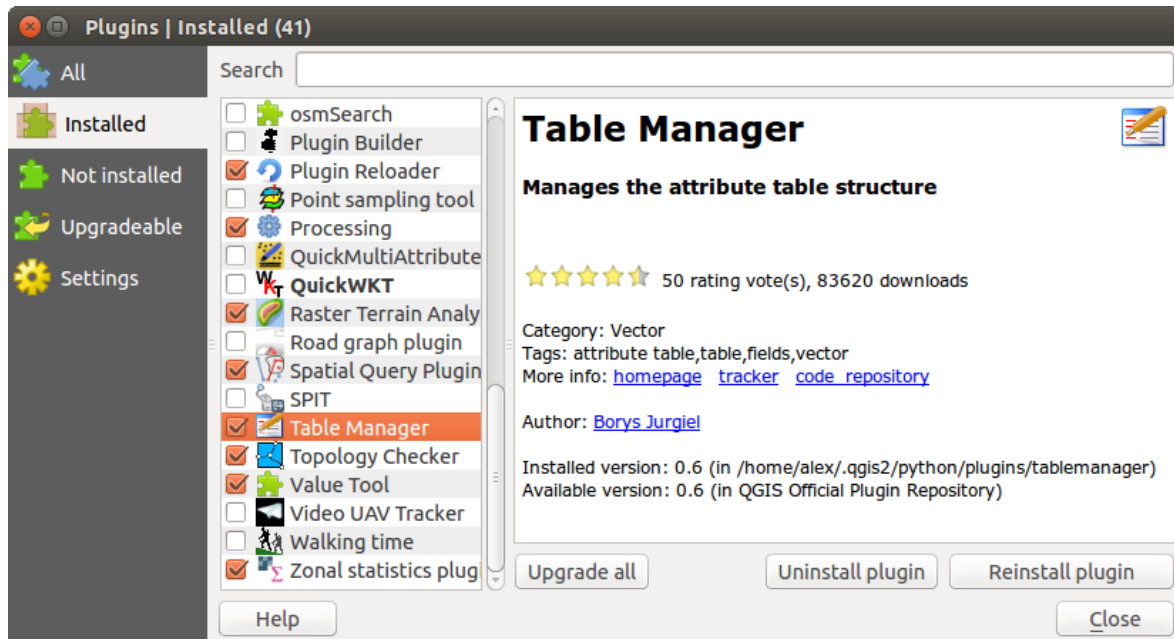 Plugins | Installed (41)
All
Installed
Not installed
Upgradeable
Settings
Search
osmSearch
Plugin Builder
Plugin Reloader
Point sampling tool
Processing
QuickMultiAttribute
QuickWKT
Raster Terrain Analy
Road graph plugin
Spatial Query Plugin
SPIT
Table Manager
Topology Checker
Value Tool
Video UAV Tracker
Walking time
Zonal statistics plugi
Table Manager
Manages the attribute table structure
50 rating vote(s), 83620 downloads
Category: Vector
Tags: attribute table,table,fields,vector
More info: homepage tracker code_repository
Author: Borys Jurgiel
Installed version: 0.6 (in /home/alex/.qgis2/python/plugins/tablemanager)
Available version: 0.6 (in QGIS Official Plugin Repository)
Upgrade all
Uninstall plugin
Reinstall plugin
Help
Close